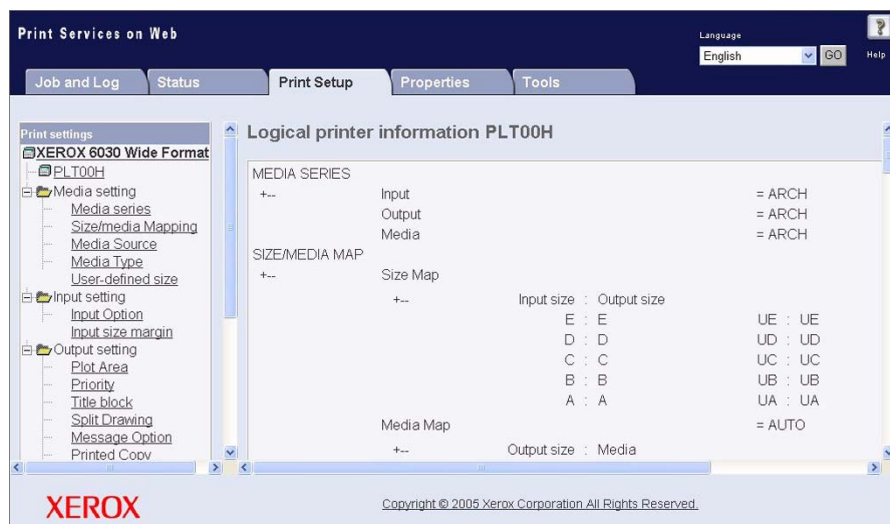 Print Services on Web
Language
English GO Help
Job and Log Status Print Setup Properties Tools
Print settings
XEROX 6030 Wide Format
PLT00H
Media setting
Media series
Size/media Mapping
Media Source
Media Type
User-defined size
Input setting
Input Option
Input size margin
Output setting
Plot Area
Priority
Title block
Split Drawing
Message Option
Printed Copy
Logical printer information PLT00H
MEDIA SERIES
+-- Input = ARCH
Output = ARCH
Media = ARCH
SIZE/MEDIA MAP
+-- Size Map
+-- Input size : Output size
E : E UE : UE
D : D UD : UD
C : C UC : UC
B : B UB : UB
A : A UA : UA
Media Map = AUTO
+-- Output size : Media
XEROX
Copyright © 2005 Xerox Corporation All Rights Reserved.